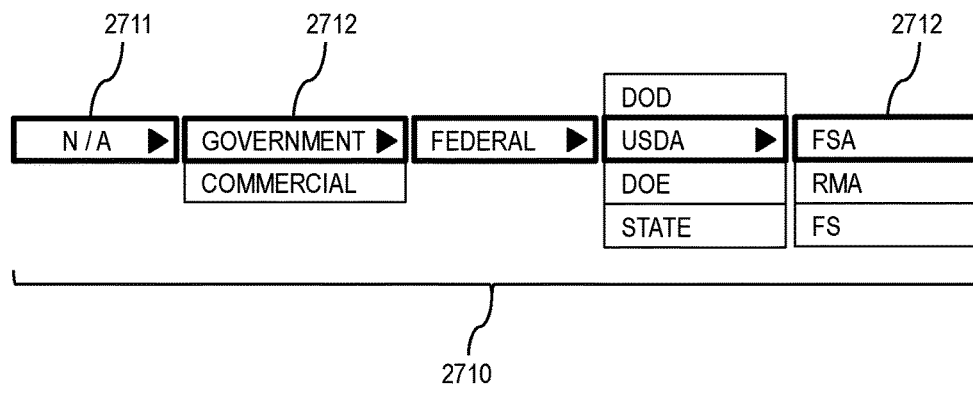 2711
2712
2712
DOD
N / A
GOVERNMENT
FEDERAL
USDA
FSA
COMMERCIAL
DOE
RMA
STATE
FS
2710